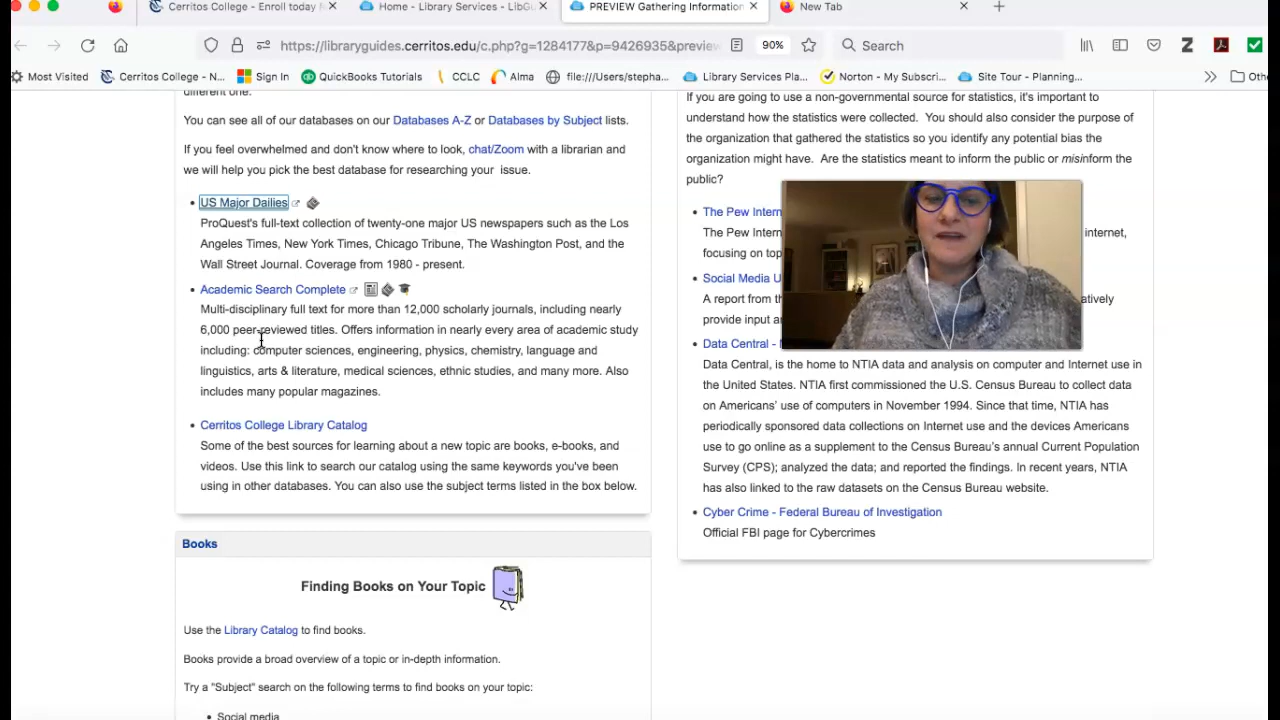 Cerritos College - Enroll today f
Home - Library Services - LibGu
PREVIEW Gathering Information
New Tab
https://libraryguides.cerritos.edu/c.php?g=1284177&p=9426935&preview
90%
Search
Most Visited
Cerritos College - N...
Sign In
QuickBooks Tutorials
CCLC
Alma
file:///Users/stepha...
Library Services Pla...
Norton - My Subscri...
Site Tour - Planning...
Oth
different one.
You can see all of our databases on our Databases A-Z or Databases by Subject lists.
If you feel overwhelmed and don't know where to look, chat/Zoom with a librarian and
we will help you pick the best database for researching your issue.
US Major Dailies
ProQuest's full-text collection of twenty-one major US newspapers such as the Los
Angeles Times, New York Times, Chicago Tribune, The Washington Post, and the
Wall Street Journal. Coverage from 1980 - present.
Academic Search Complete
Multi-disciplinary full text for more than 12,000 scholarly journals, including nearly
6,000 peer-reviewed titles. Offers information in nearly every area of academic study
including: computer sciences, engineering, physics, chemistry, language and
linguistics, arts & literature, medical sciences, ethnic studies, and many more. Also
includes many popular magazines.
Cerritos College Library Catalog
Some of the best sources for learning about a new topic are books, e-books, and
videos. Use this link to search our catalog using the same keywords you've been
using in other databases. You can also use the subject terms listed in the box below.
Books
Finding Books on Your Topic
Use the Library Catalog to find books.
Books provide a broad overview of a topic or in-depth information.
Try a "Subject" search on the following terms to find books on your topic:
Social media
If you are going to use a non-governmental source for statistics, it's important to
understand how the statistics were collected. You should also consider the purpose of
the organization that gathered the statistics so you identify any potential bias the
organization might have. Are the statistics meant to inform the public or misinform the
public?
The Pew Intern
The Pew Intern internet,
focusing on top
Social Media U
A report from th atively
provide input a
Data Central - N
Data Central, is the home to NTIA data and analysis on computer and Internet use in
the United States. NTIA first commissioned the U.S. Census Bureau to collect data
on Americans' use of computers in November 1994. Since that time, NTIA has
periodically sponsored data collections on Internet use and the devices Americans
use to go online as a supplement to the Census Bureau's annual Current Population
Survey (CPS); analyzed the data; and reported the findings. In recent years, NTIA
has also linked to the raw datasets on the Census Bureau website.
Cyber Crime - Federal Bureau of Investigation
Official FBI page for Cybercrimes